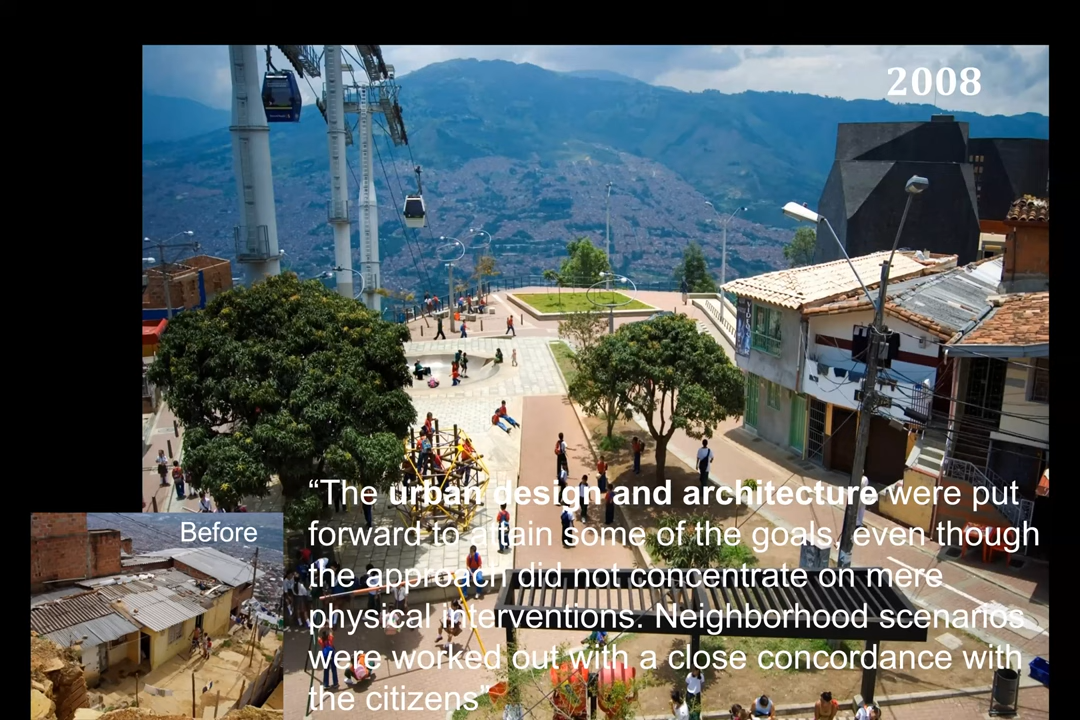 2008
Before
“The urban design and architecture were put
forward to attain some of the goals, even though
the approach did not concentrate on mere
physical interventions. Neighborhood scenarios
were worked out with a close concordance with
the citizens”